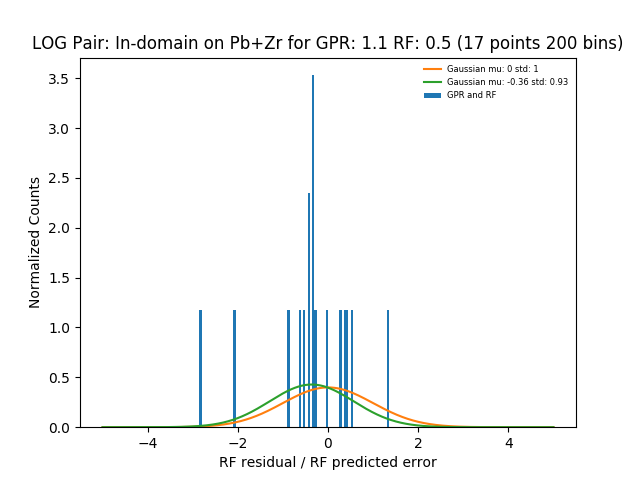 LOG Pair: In-domain on Pb+Zr for GPR: 1.1 RF: 0.5 (17 points 200 bins)
Gaussian mu: 0 std: 1
Gaussian mu: -0.36 std: 0.93
GPR and RF
Normalized Counts
3.5
3.0
2.5
2.0
1.5
1.0
0.5
0.0
−4 −2 0 2 4
RF residual / RF predicted error